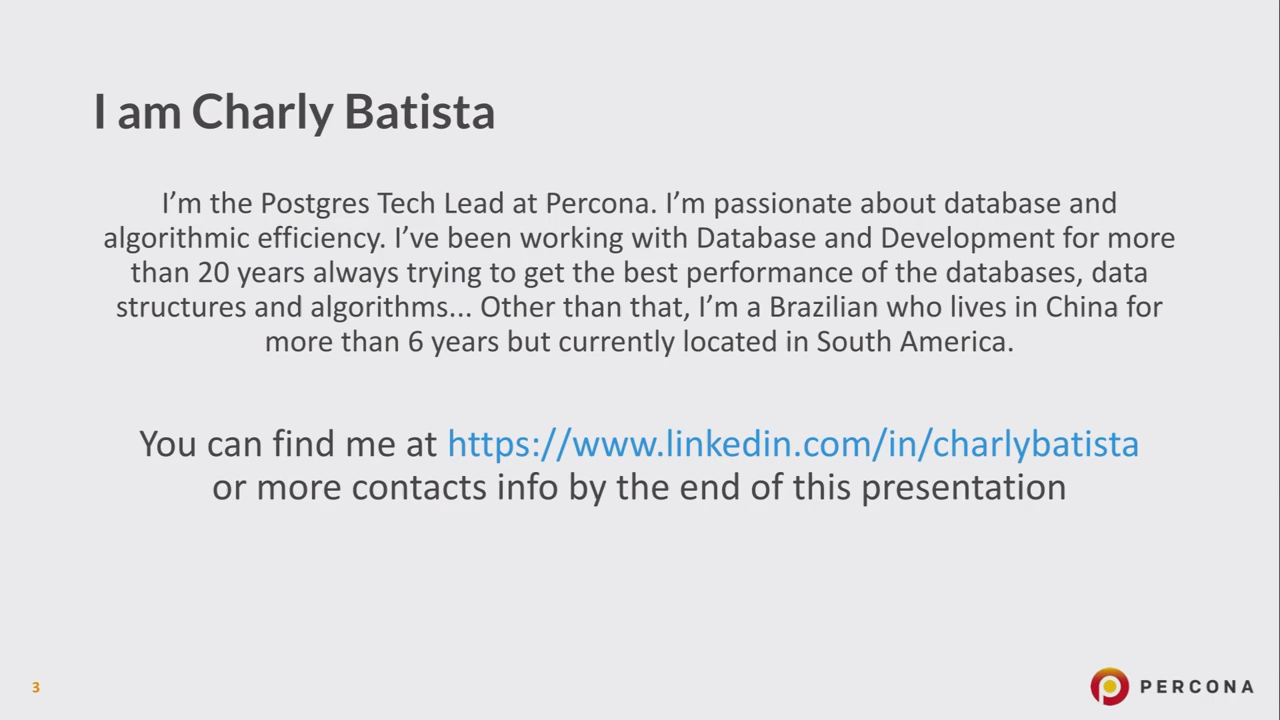 I am Charly Batista
I’m the Postgres Tech Lead at Percona. I’m passionate about database and
algorithmic efficiency. I’ve been working with Database and Development for more
than 20 years always trying to get the best performance of the databases, data
structures and algorithms... Other than that, I’m a Brazilian who lives in China for
more than 6 years but currently located in South America.
You can find me at https://www.linkedin.com/in/charlybatista
or more contacts info by the end of this presentation
3
PERCONA